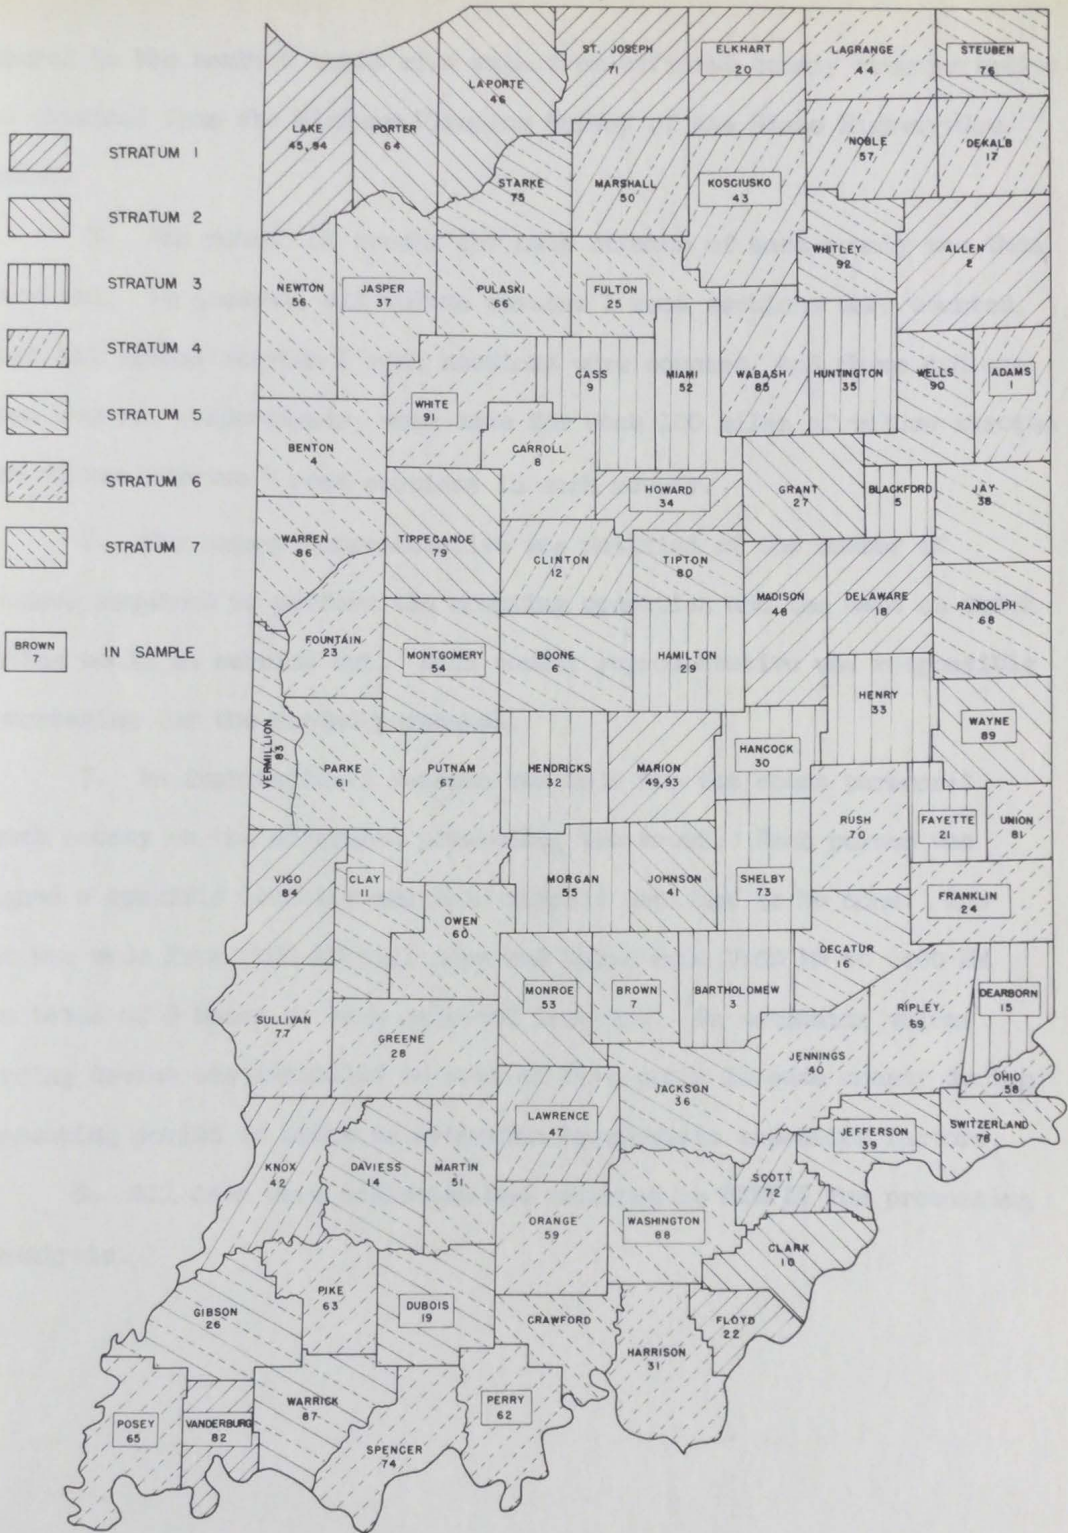 ST. JOSEPH
71
ELKHART
20
LAGRANGE
44
STEUBEN
76
LAPORTE
46
LAKE
45,94
PORTER
64
NOBLE
57
DEKALB
17
STARKE
75
MARSHALL
50
KOSCIUSKO
43
WHITLEY
92
ALLEN
2
NEWTON
56
JASPER
37
PULASKI
66
FULTON
25
CASS
9
MIAMI
52
WABASH
85
HUNTINGTON
35
WELLS
90
ADAMS
1
WHITE
91
BENTON
4
CARROLL
8
HOWARD
34
GRANT
27
BLACKFORD
5
JAY
38
WARREN
86
TIPPECANOE
79
CLINTON
12
TIPTON
80
MADISON
48
DELAWARE
18
RANDOLPH
68
FOUNTAIN
23
MONTGOMERY
54
BOONE
6
HAMILTON
29
HENRY
33
WAYNE
89
VERMILLION
83
PARKE
61
PUTNAM
67
HENDRICKS
32
MARION
49,93
HANCOCK
30
RUSH
70
FAYETTE
21
UNION
81
VIGO
84
CLAY
11
OWEN
60
MORGAN
55
JOHNSON
41
SHELBY
73
FRANKLIN
24
DECATUR
16
SULLIVAN
77
GREENE
28
MONROE
53
BROWN
7
BARTHOLOMEW
3
JENNINGS
40
RIPLEY
69
DEARBORN
15
OHIO
58
JACKSON
36
LAWRENCE
47
JEFFERSON
39
SWITZERLAND
78
KNOX
42
DAVIESS
14
MARTIN
51
ORANGE
59
WASHINGTON
88
SCOTT
72
CLARK
10
GIBSON
26
PIKE
63
DUBOIS
19
CRAWFORD
HARRISON
31
FLOYD
22
POSEY
65
VANDERBURG
82
WARRICK
87
SPENCER
74
PERRY
62
STRATUM 1
STRATUM 2
STRATUM 3
STRATUM 4
STRATUM 5
STRATUM 6
STRATUM 7
BROWN
7
IN SAMPLE